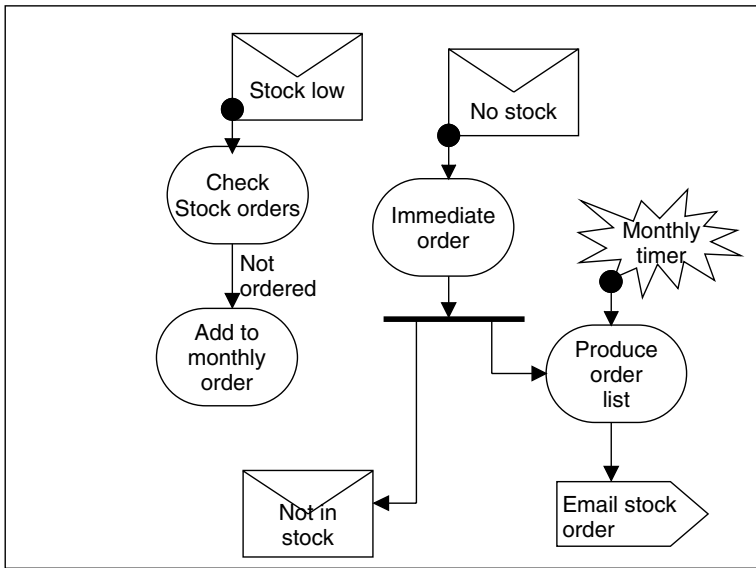 Stock low
No stock
Check
Stock orders
Immediate
order
Monthly
timer
Not
ordered
Add to
monthly
order
Produce
order
list
Not in
stock
Email stock
order